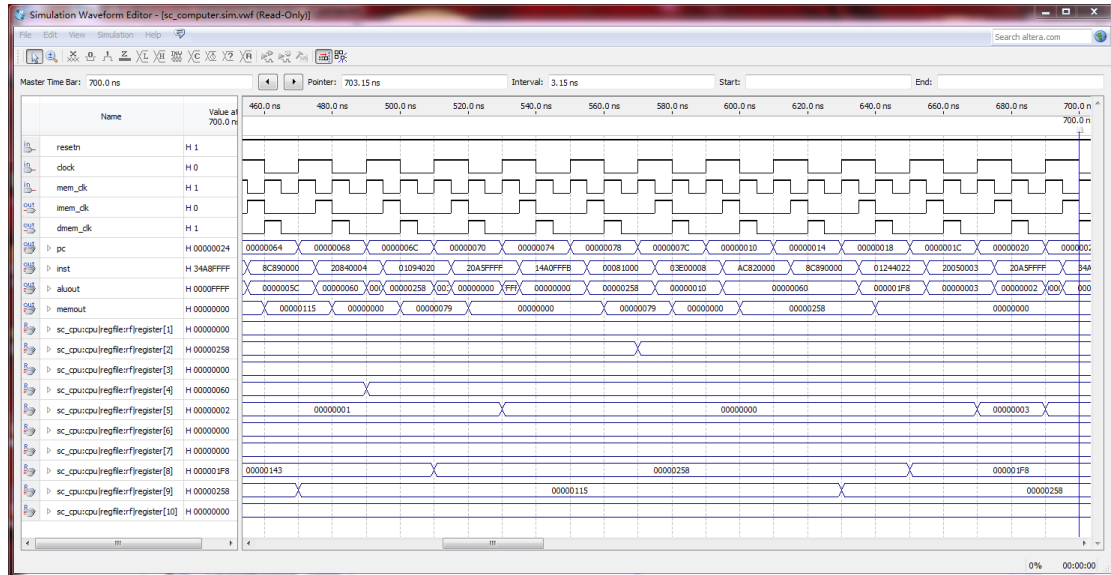 Simulation Waveform Editor - [sc_computer.sim.vwf (Read-Only)]
File Edit View Simulation Help
Search altera.com
Master Time Bar: 700.0 ns Pointer: 703.15 ns Interval: 3.15 ns Start: End:
Name Value at 700.0 ns
460.0 ns 480.0 ns 500.0 ns 520.0 ns 540.0 ns 560.0 ns 580.0 ns 600.0 ns 620.0 ns 640.0 ns 660.0 ns 680.0 ns 700.0 n
700.0 n
resetn H 1
clock H 0
mem_clk H 1
imem_clk H 0
dmem_clk H 1
pc H 00000024 00000064 00000068 0000006C 00000070 00000074 00000078 0000007C 00000010 00000014 00000018 0000001C 00000020 0000002
inst H 34A8FFFF 8C890000 20840004 01094020 20A5FFFF 14A0FFFB 00081000 03E00008 AC820000 8C890000 01244022 20050003 20A5FFFF 34A
aluout H 0000FFFF 0000005C 00000060 00000258 00000000 FFF 00000000 00000258 00000010 00000060 000001F8 00000003 00000002 000
memout H 00000000 00000115 00000000 00000079 00000000 00000079 00000000 00000258 00000000
sc_cpu:cpu|regfile:rf|register[1] H 00000000
sc_cpu:cpu|regfile:rf|register[2] H 00000258
sc_cpu:cpu|regfile:rf|register[3] H 00000000
sc_cpu:cpu|regfile:rf|register[4] H 00000060
sc_cpu:cpu|regfile:rf|register[5] H 00000002 00000001 00000000 00000003
sc_cpu:cpu|regfile:rf|register[6] H 00000000
sc_cpu:cpu|regfile:rf|register[7] H 00000000
sc_cpu:cpu|regfile:rf|register[8] H 000001F8 00000143 00000258 000001F8
sc_cpu:cpu|regfile:rf|register[9] H 00000258 00000115 00000258
sc_cpu:cpu|regfile:rf|register[10] H 00000000
0% 00:00:00